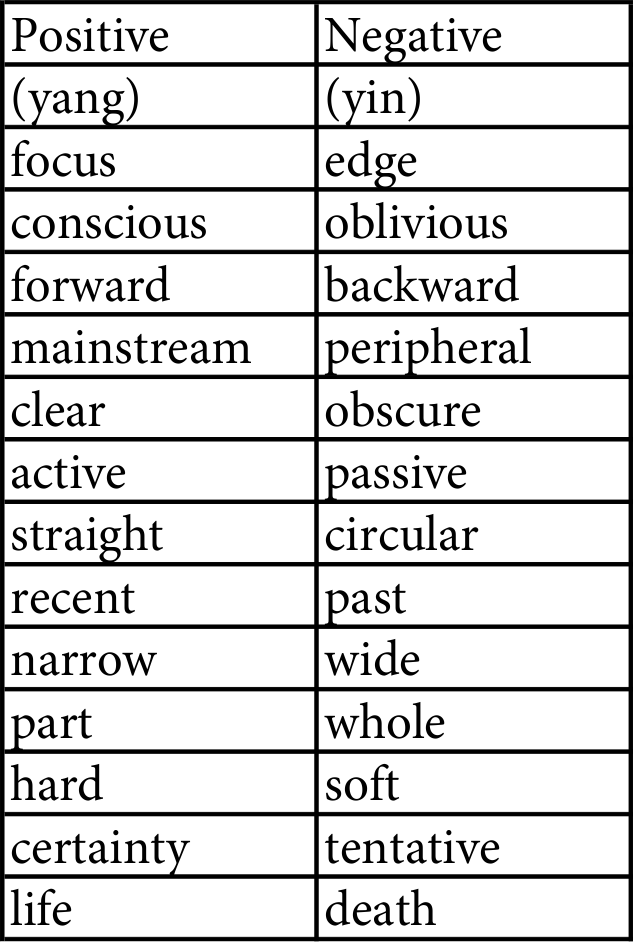 Positive Negative
(yang) (yin)
focus edge
conscious oblivious
forward backward
mainstream peripheral
clear obscure
active passive
straight circular
recent past
narrow wide
part whole
hard soft
certainty tentative
life death